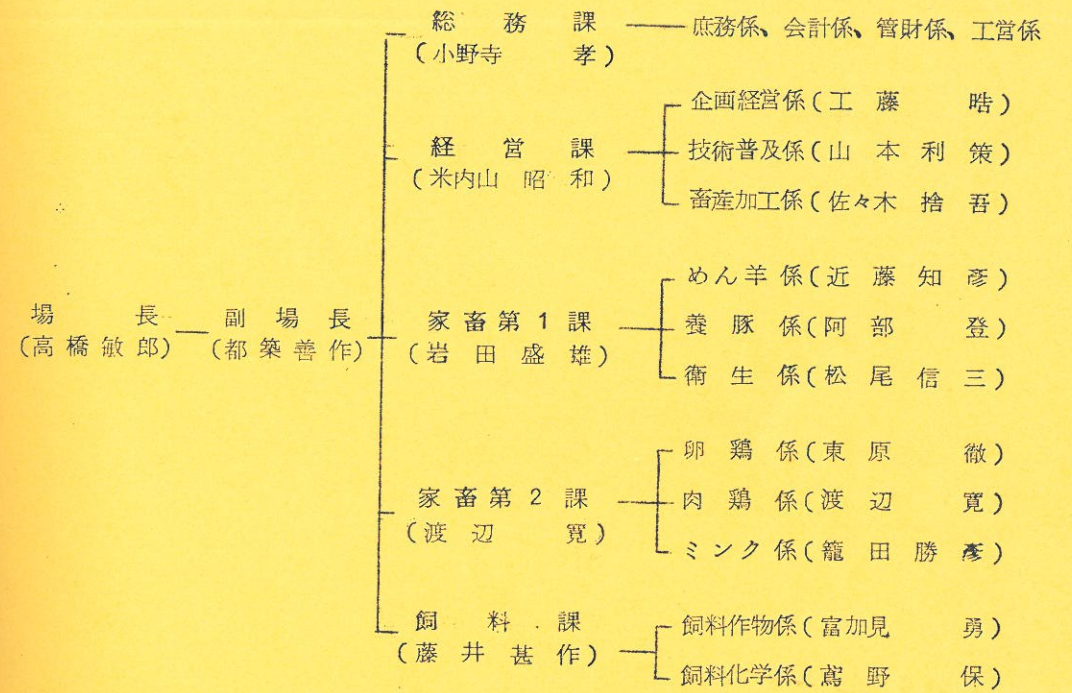 総務課
(小野寺 孝)
庶務係、会計係、管財係、工営係
経営課
(米内山 昭和)
企画経営係(工藤 晧)
技術普及係(山本利策)
畜産加工係(佐々木捨吾)
場長
(高橋敏郎)
副場長
(都築善作)
家畜第1課
(岩田盛雄)
めん羊係(近藤知彦)
養豚係(阿部 登)
衛生係(松尾信三)
家畜第2課
(渡辺 寛)
卵鶏係(東原 徹)
肉鶏係(渡辺 寛)
ミンク係(籠田勝彦)
飼料課
(藤井甚作)
飼料作物係(富加見 勇)
飼料化学係(鳶野 保)